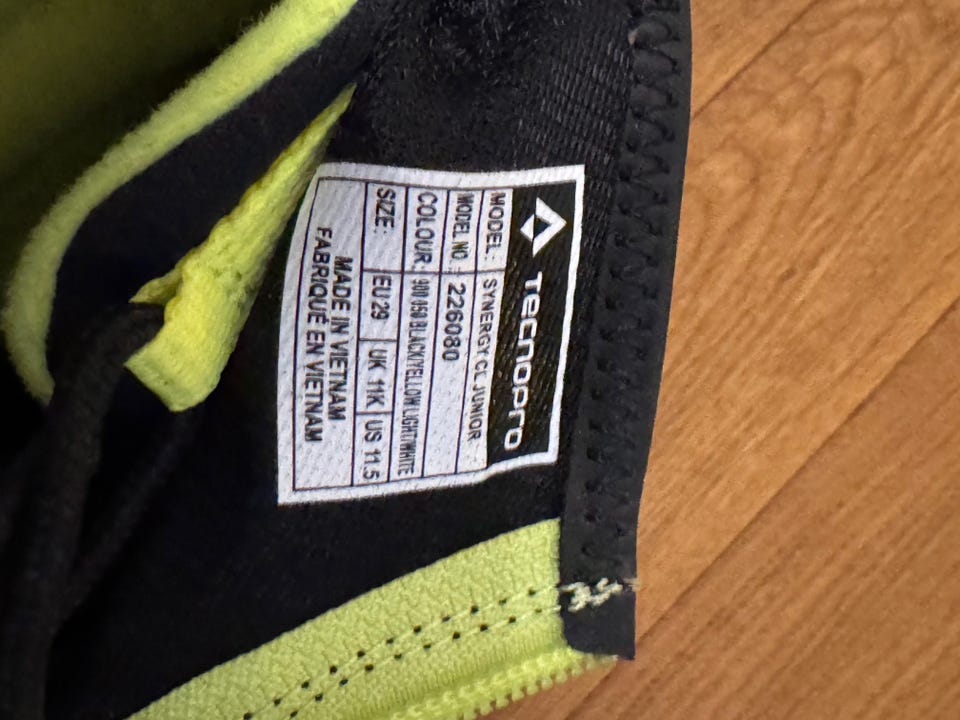 TECNOPRO
MODEL: SYNERGY CL JUNIOR
MODEL NO.: 226080
COLOUR: 900 050 BLACK/YELLOW LIGHT/WHITE
SIZE: EU 29 UK 11K US 11.5
MADE IN VIETNAM
FABRIQUÉ EN VIETNAM